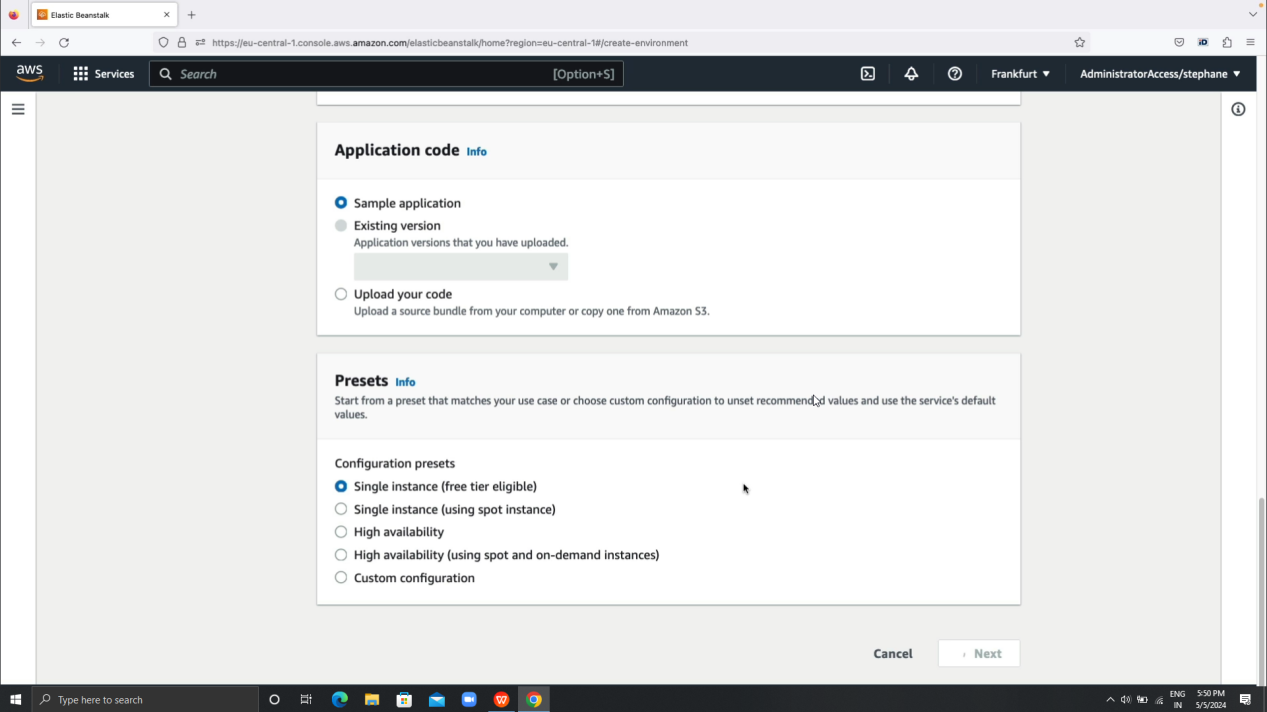 Elastic Beanstalk
https://eu-central-1.console.aws.amazon.com/elasticbeanstalk/home?region=eu-central-1#/create-environment
aws
Services
Search
[Option+S]
Frankfurt
AdministratorAccess/stephane
Application code Info
Sample application
Existing version
Application versions that you have uploaded.
Upload your code
Upload a source bundle from your computer or copy one from Amazon S3.
Presets Info
Start from a preset that matches your use case or choose custom configuration to unset recommended values and use the service's default
values.
Configuration presets
Single instance (free tier eligible)
Single instance (using spot instance)
High availability
High availability (using spot and on-demand instances)
Custom configuration
Cancel
Next
Type here to search
ENG
IN
5:50 PM
5/5/2024